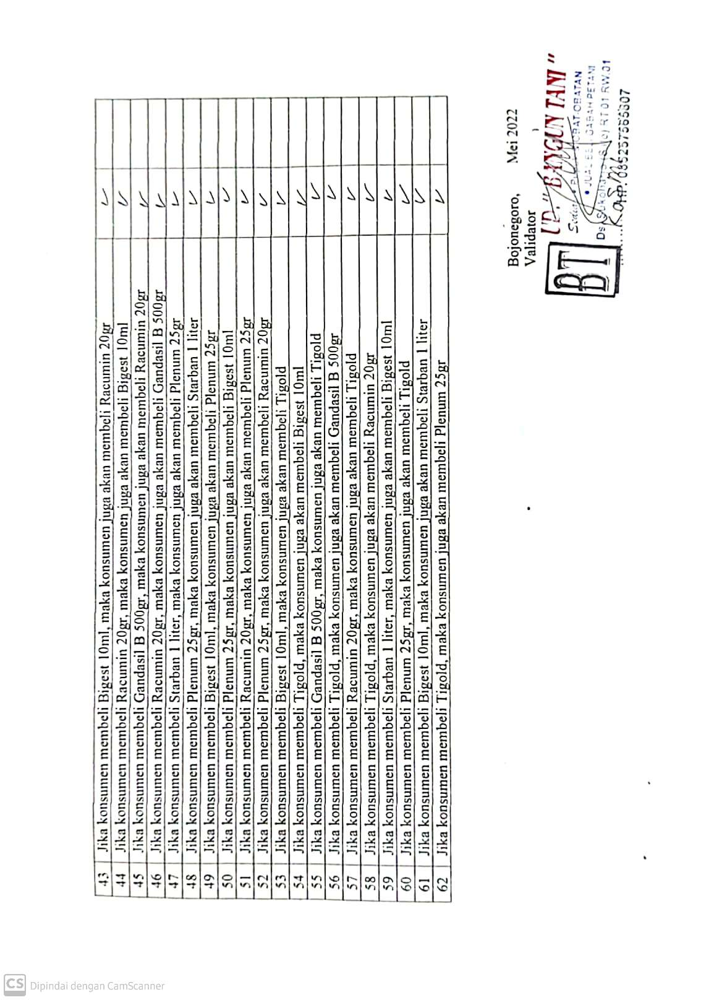 43 Jika konsumen membeli Bigest 10ml, maka konsumen juga akan membeli Racumin 20gr ✓
44 Jika konsumen membeli Racumin 20gr, maka konsumen juga akan membeli Bigest 10ml ✓
45 Jika konsumen membeli Gandasil B 500gr, maka konsumen juga akan membeli Racumin 20gr ✓
46 Jika konsumen membeli Racumin 20gr, maka konsumen juga akan membeli Gandasil B 500gr ✓
47 Jika konsumen membeli Starban 1 liter, maka konsumen juga akan membeli Plenum 25gr ✓
48 Jika konsumen membeli Plenum 25gr, maka konsumen juga akan membeli Starban 1 liter ✓
49 Jika konsumen membeli Bigest 10ml, maka konsumen juga akan membeli Plenum 25gr ✓
50 Jika konsumen membeli Plenum 25gr, maka konsumen juga akan membeli Bigest 10ml ✓
51 Jika konsumen membeli Racumin 20gr, maka konsumen juga akan membeli Plenum 25gr ✓
52 Jika konsumen membeli Plenum 25gr, maka konsumen juga akan membeli Racumin 20gr ✓
53 Jika konsumen membeli Bigest 10ml, maka konsumen juga akan membeli Tigold ✓
54 Jika konsumen membeli Tigold, maka konsumen juga akan membeli Bigest 10ml ✓
55 Jika konsumen membeli Gandasil B 500gr, maka konsumen juga akan membeli Tigold ✓
56 Jika konsumen membeli Tigold, maka konsumen juga akan membeli Gandasil B 500gr ✓
57 Jika konsumen membeli Racumin 20gr, maka konsumen juga akan membeli Tigold ✓
58 Jika konsumen membeli Tigold, maka konsumen juga akan membeli Racumin 20gr ✓
59 Jika konsumen membeli Starban 1 liter, maka konsumen juga akan membeli Bigest 10ml ✓
60 Jika konsumen membeli Plenum 25gr, maka konsumen juga akan membeli Tigold ✓
61 Jika konsumen membeli Bigest 10ml, maka konsumen juga akan membeli Starban 1 liter ✓
62 Jika konsumen membeli Tigold, maka konsumen juga akan membeli Plenum 25gr ✓
Bojonegoro, Mei 2022
Validator
BT
UD. "BANGUN TANI"
OBAT-OBATAN
• JUAL BELI GABAH PETANI
RT 01 RW.01
085257565807
CS Dipindai dengan CamScanner